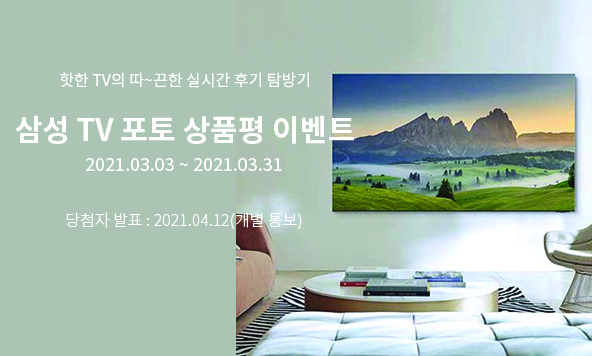 핫한 TV의 따~끈한 실시간 후기 탐방기
삼성 TV 포토 상품평 이벤트
2021.03.03 ~ 2021.03.31
당첨자 발표 : 2021.04.12(개별 통보)